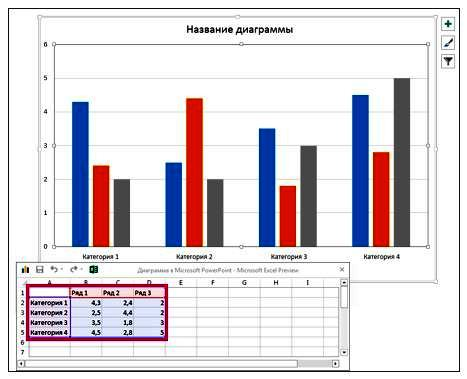 Название диаграммы
6
5
4
3
2
1
0
Категория 1 Категория 2 Категория 3 Категория 4
Диаграмма в Microsoft PowerPoint - Microsoft Excel Preview
A B C D E F G H I
1 Ряд 1 Ряд 2 Ряд 3
2 Категория 1 4,3 2,4 2
3 Категория 2 2,5 4,4 2
4 Категория 3 3,5 1,8 3
5 Категория 4 4,5 2,8 5
6
7